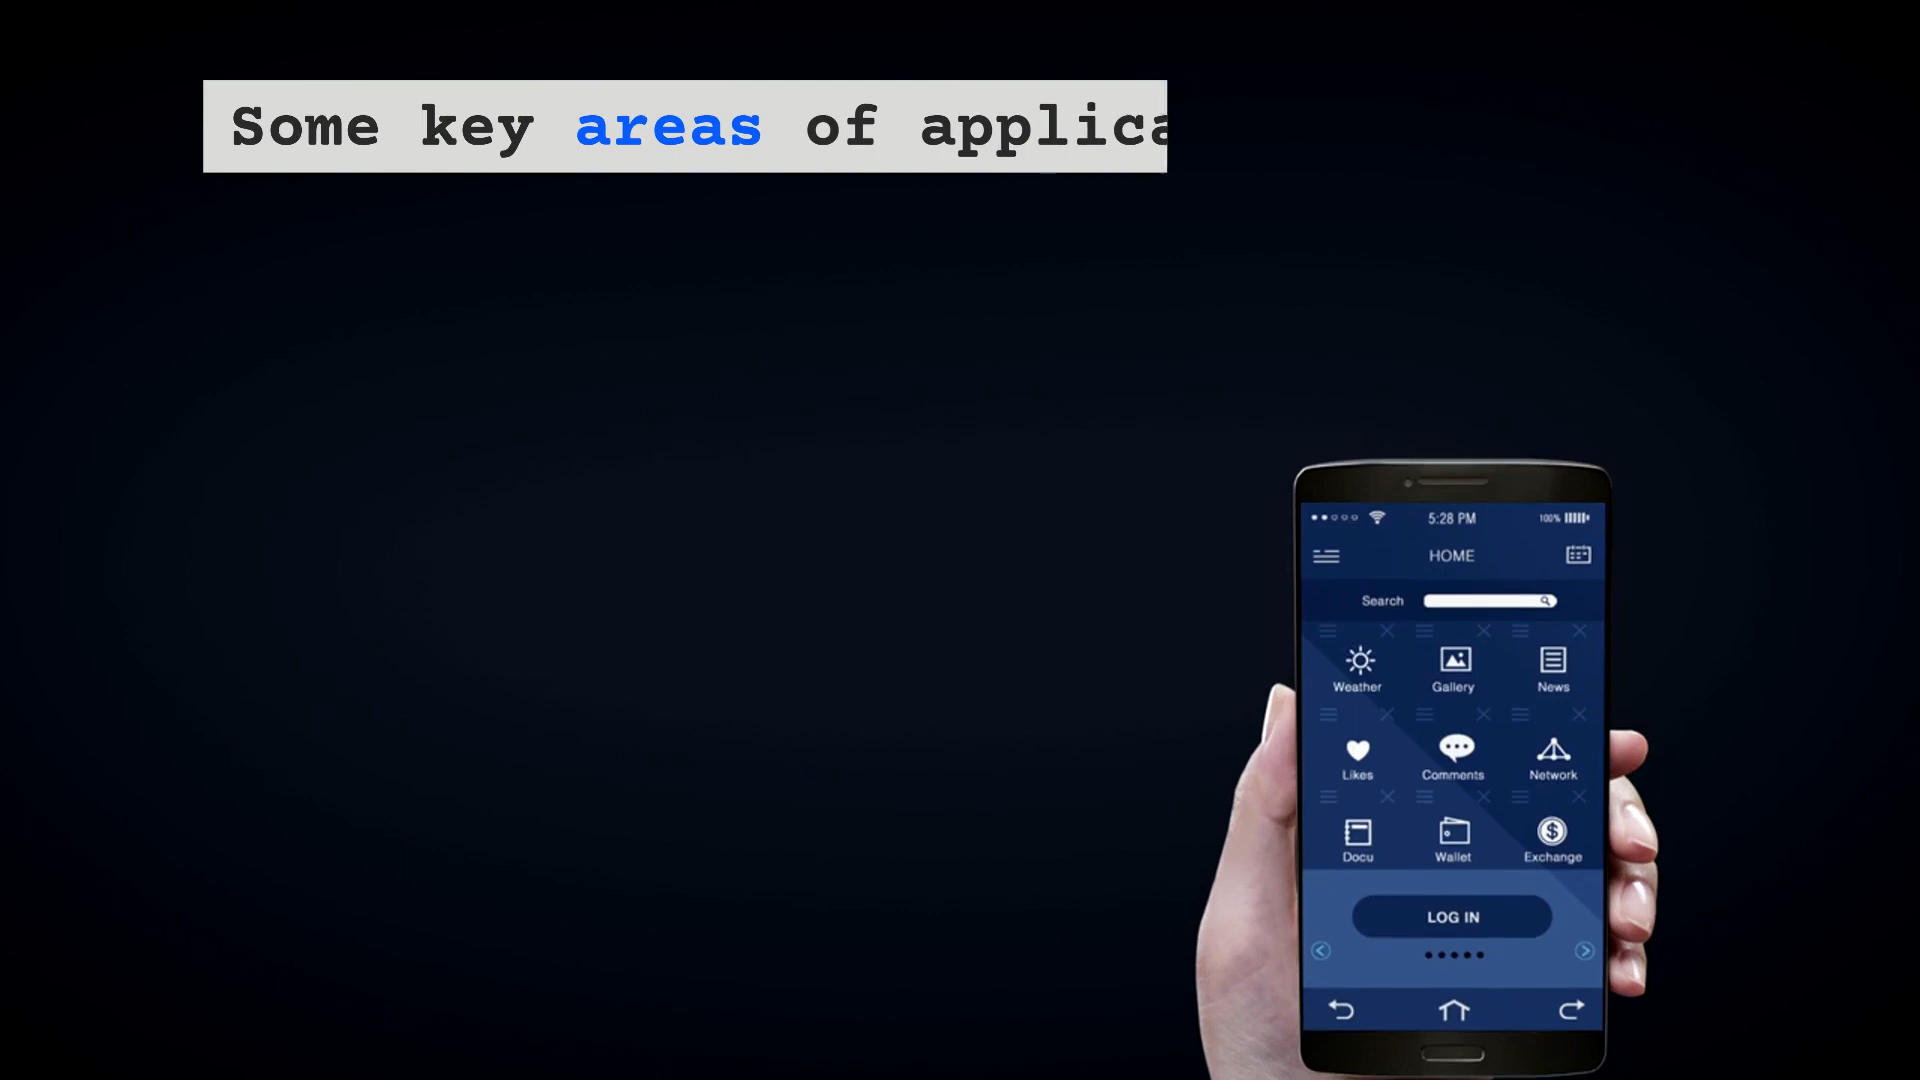 Some key areas of applica
5:28 PM
100%
HOME
Search
Weather Gallery News
Likes Comments Network
Docu Wallet Exchange
LOG IN